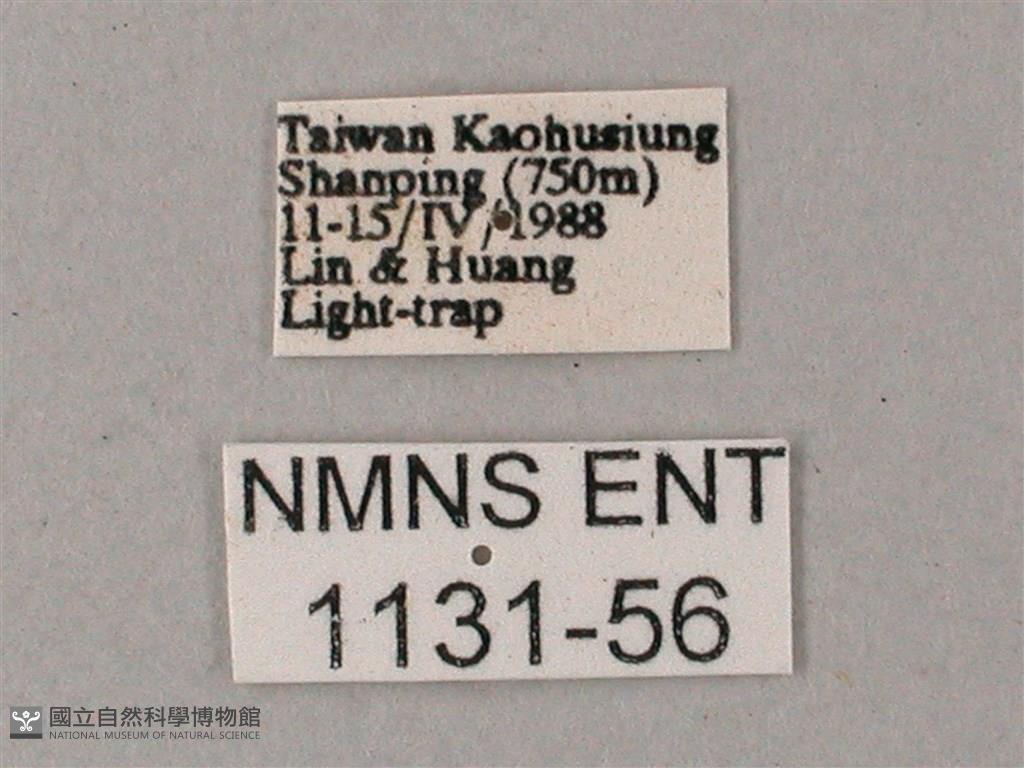 Taiwan Kaohusiung
Shanping (750m)
11-15/IV/1988
Lin & Huang
Light-trap
NMNS ENT
1131-56
國立自然科學博物館
NATIONAL MUSEUM OF NATURAL SCIENCE